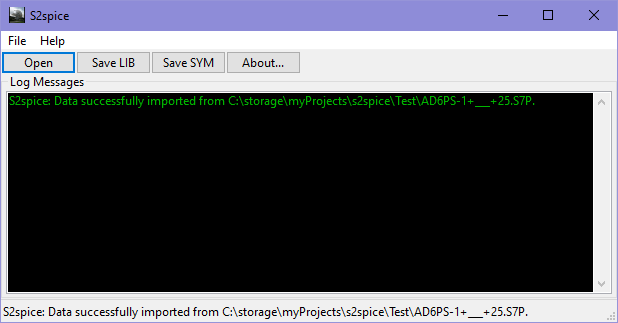 S2spice
File Help
Open Save LIB Save SYM About...
Log Messages
S2spice: Data successfully imported from C:\storage\myProjects\s2spice\Test\AD6PS-1+___+25.S7P.
S2spice: Data successfully imported from C:\storage\myProjects\s2spice\Test\AD6PS-1+___+25.S7P.